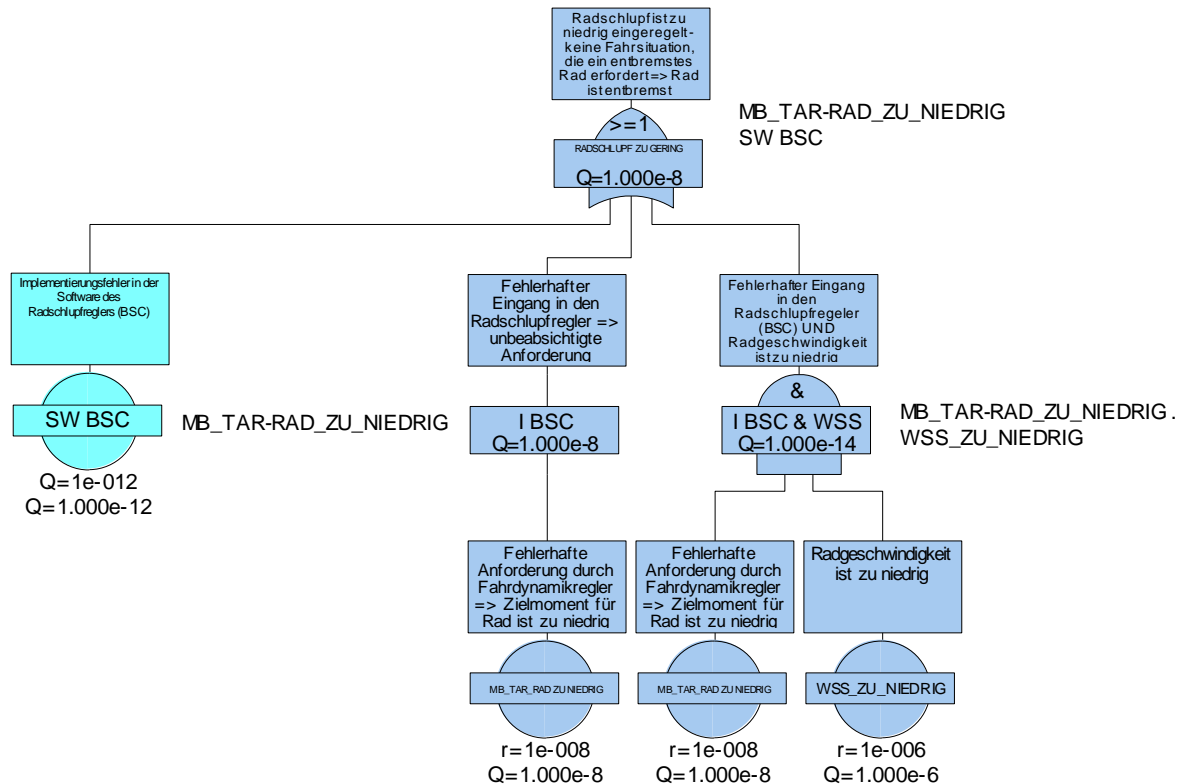 Radschlupfist zu
niedrig eingeregelt-
keine Fahrsituation,
die ein entbremstes
Rad erfordert=> Rad
ist entbremst
>=1
RADSCHLUPF ZU GERING
Q=1.000e-8
MB_TAR-RAD_ZU_NIEDRIG
SW BSC
Implementierungsfehler in der
Software des
Radschlupfreglers (BSC)
SW BSC
Q=1e-012
Q=1.000e-12
MB_TAR-RAD_ZU_NIEDRIG
Fehlerhafter
Eingang in den
Radschlupfregler =>
unbeabsichtigte
Anforderung
I BSC
Q=1.000e-8
Fehlerhafter Eingang
in den
Radschlupfregeler
(BSC) UND
Radgeschwindigkeit
ist zu niedrig
&
I BSC & WSS
Q=1.000e-14
MB_TAR-RAD_ZU_NIEDRIG .
WSS_ZU_NIEDRIG
Fehlerhafte
Anforderung durch
Fahrdynamikregler
=> Zielmoment für
Rad ist zu niedrig
MB_TAR_RAD ZU NIEDRIG
r=1e-008
Q=1.000e-8
Fehlerhafte
Anforderung durch
Fahrdynamikregler
=> Zielmoment für
Rad ist zu niedrig
MB_TAR_RAD ZU NIEDRIG
r=1e-008
Q=1.000e-8
Radgeschwindigkeit
ist zu niedrig
WSS_ZU_NIEDRIG
r=1e-006
Q=1.000e-6